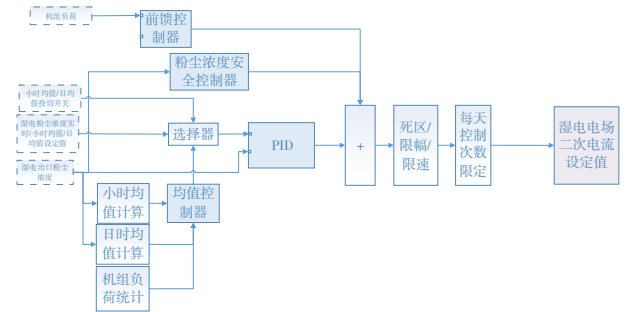 机组负荷
前馈控
制器
粉尘浓度安
全控制器
小时均值/日均
值投切开关
湿电粉尘浓度实
时/小时均值/日
均值设定值
选择器
PID
+
死区/
限幅/
限速
每天
控制
次数
限定
湿电电场
二次电流
设定值
湿电出口粉尘
浓度
小时均
值计算
均值控
制器
日时均
值计算
机组负
荷统计